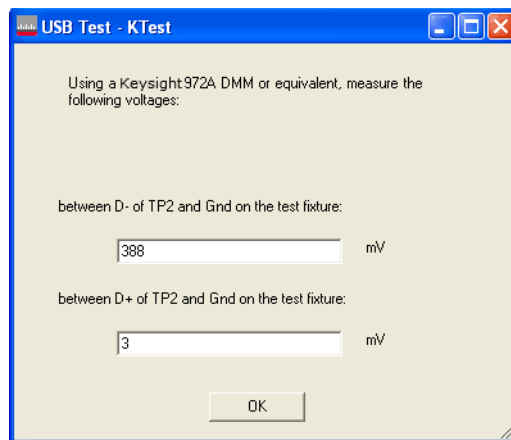 USB Test - KTest
Using a Keysight 972A DMM or equivalent, measure the
following voltages:
between D- of TP2 and Gnd on the test fixture:
388 mV
between D+ of TP2 and Gnd on the test fixture:
3 mV
OK